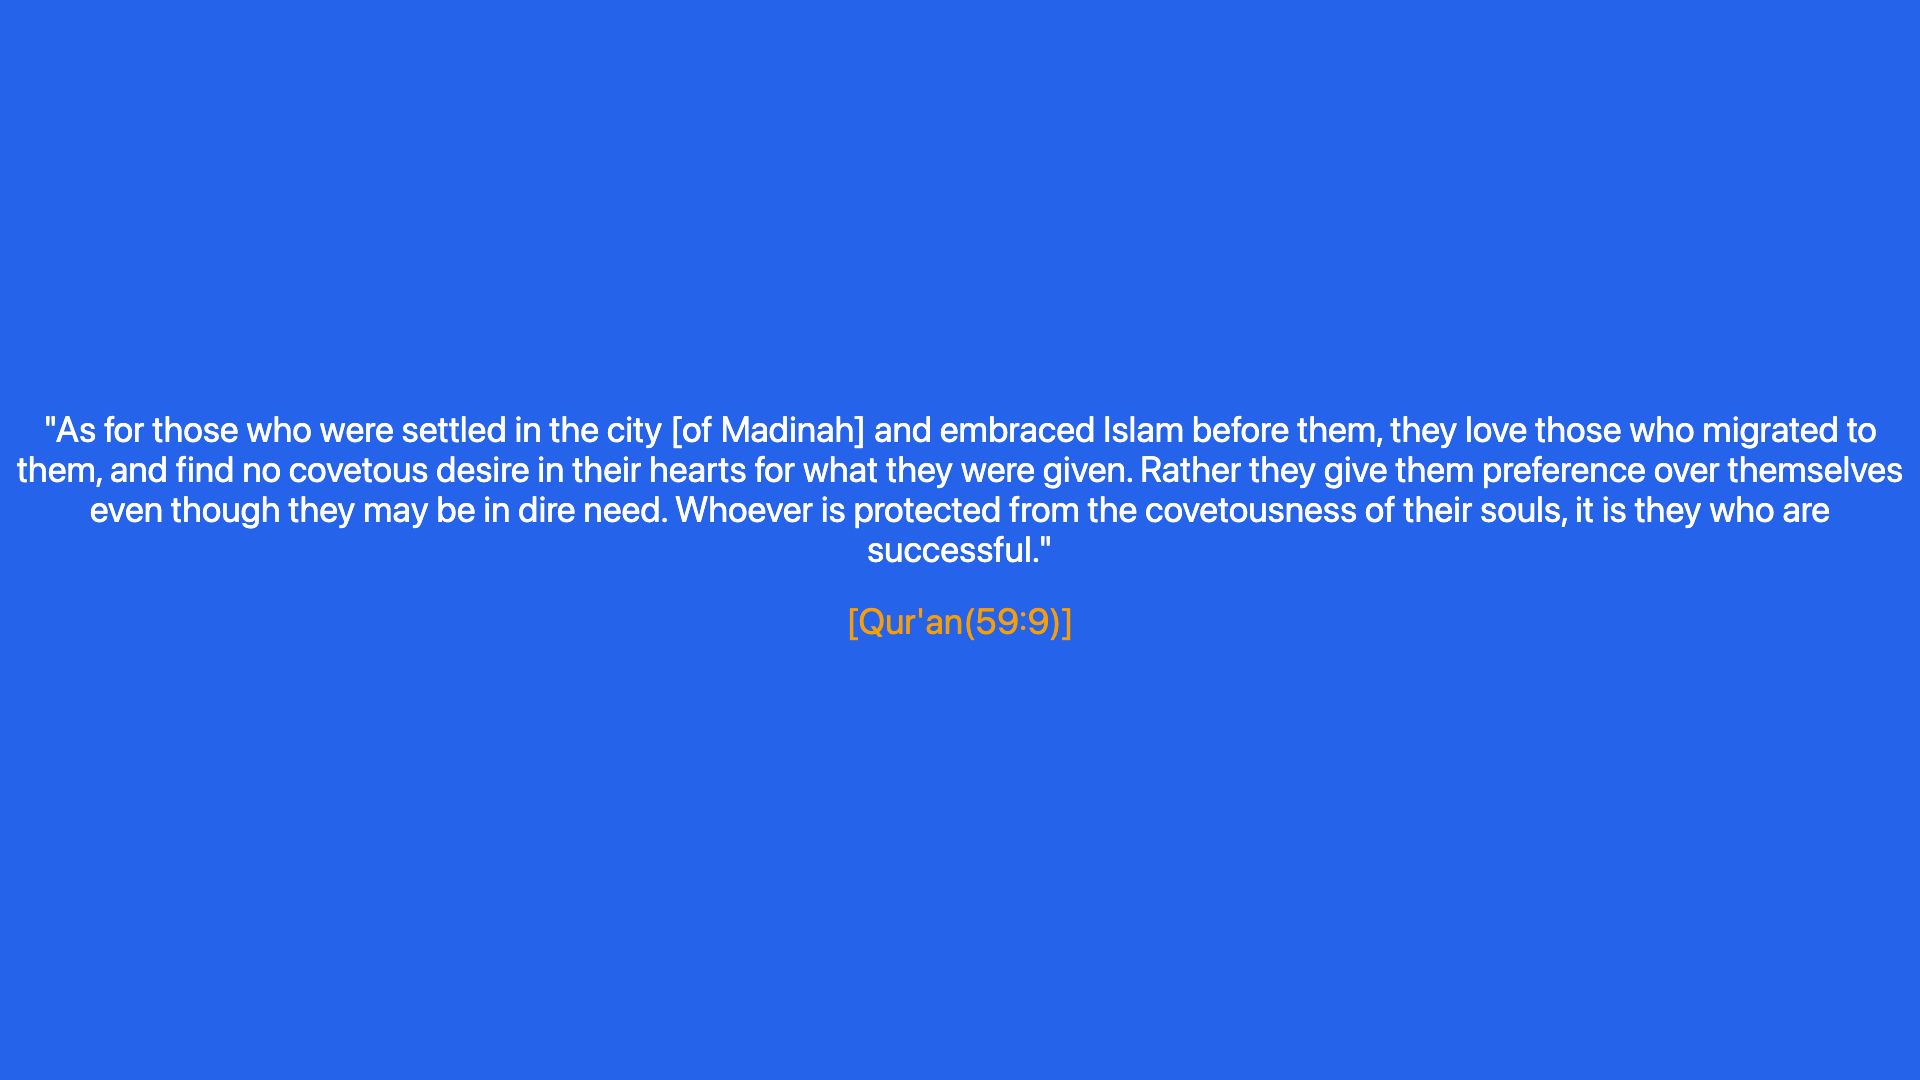 "As for those who were settled in the city [of Madinah] and embraced Islam before them, they love those who migrated to
them, and find no covetous desire in their hearts for what they were given. Rather they give them preference over themselves
even though they may be in dire need. Whoever is protected from the covetousness of their souls, it is they who are
successful."
[Qur'an(59:9)]